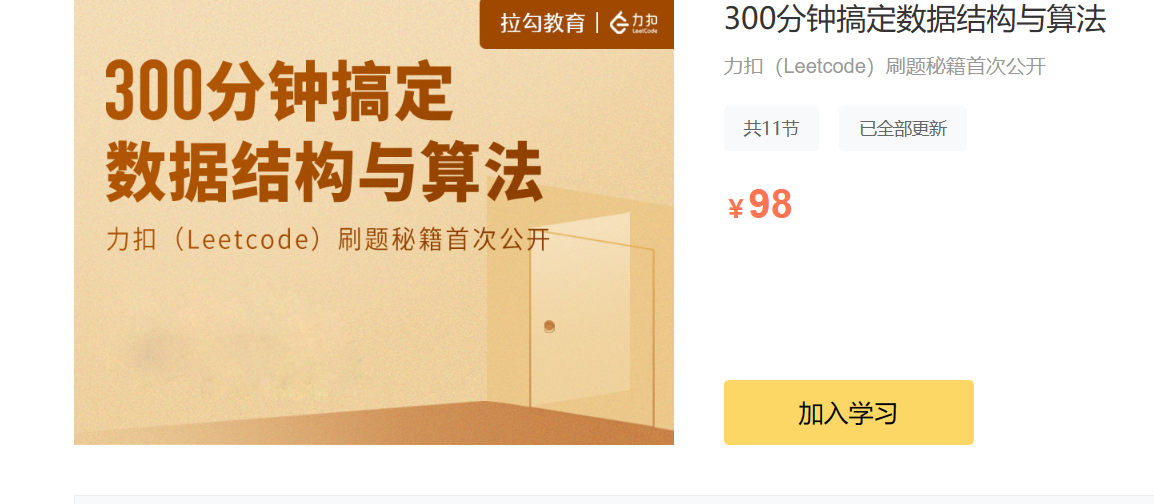 拉勾教育 | 力扣 LeetCode
300分钟搞定
数据结构与算法
力扣（Leetcode）刷题秘籍首次公开
300分钟搞定数据结构与算法
力扣（Leetcode）刷题秘籍首次公开
共11节 已全部更新
¥98
加入学习